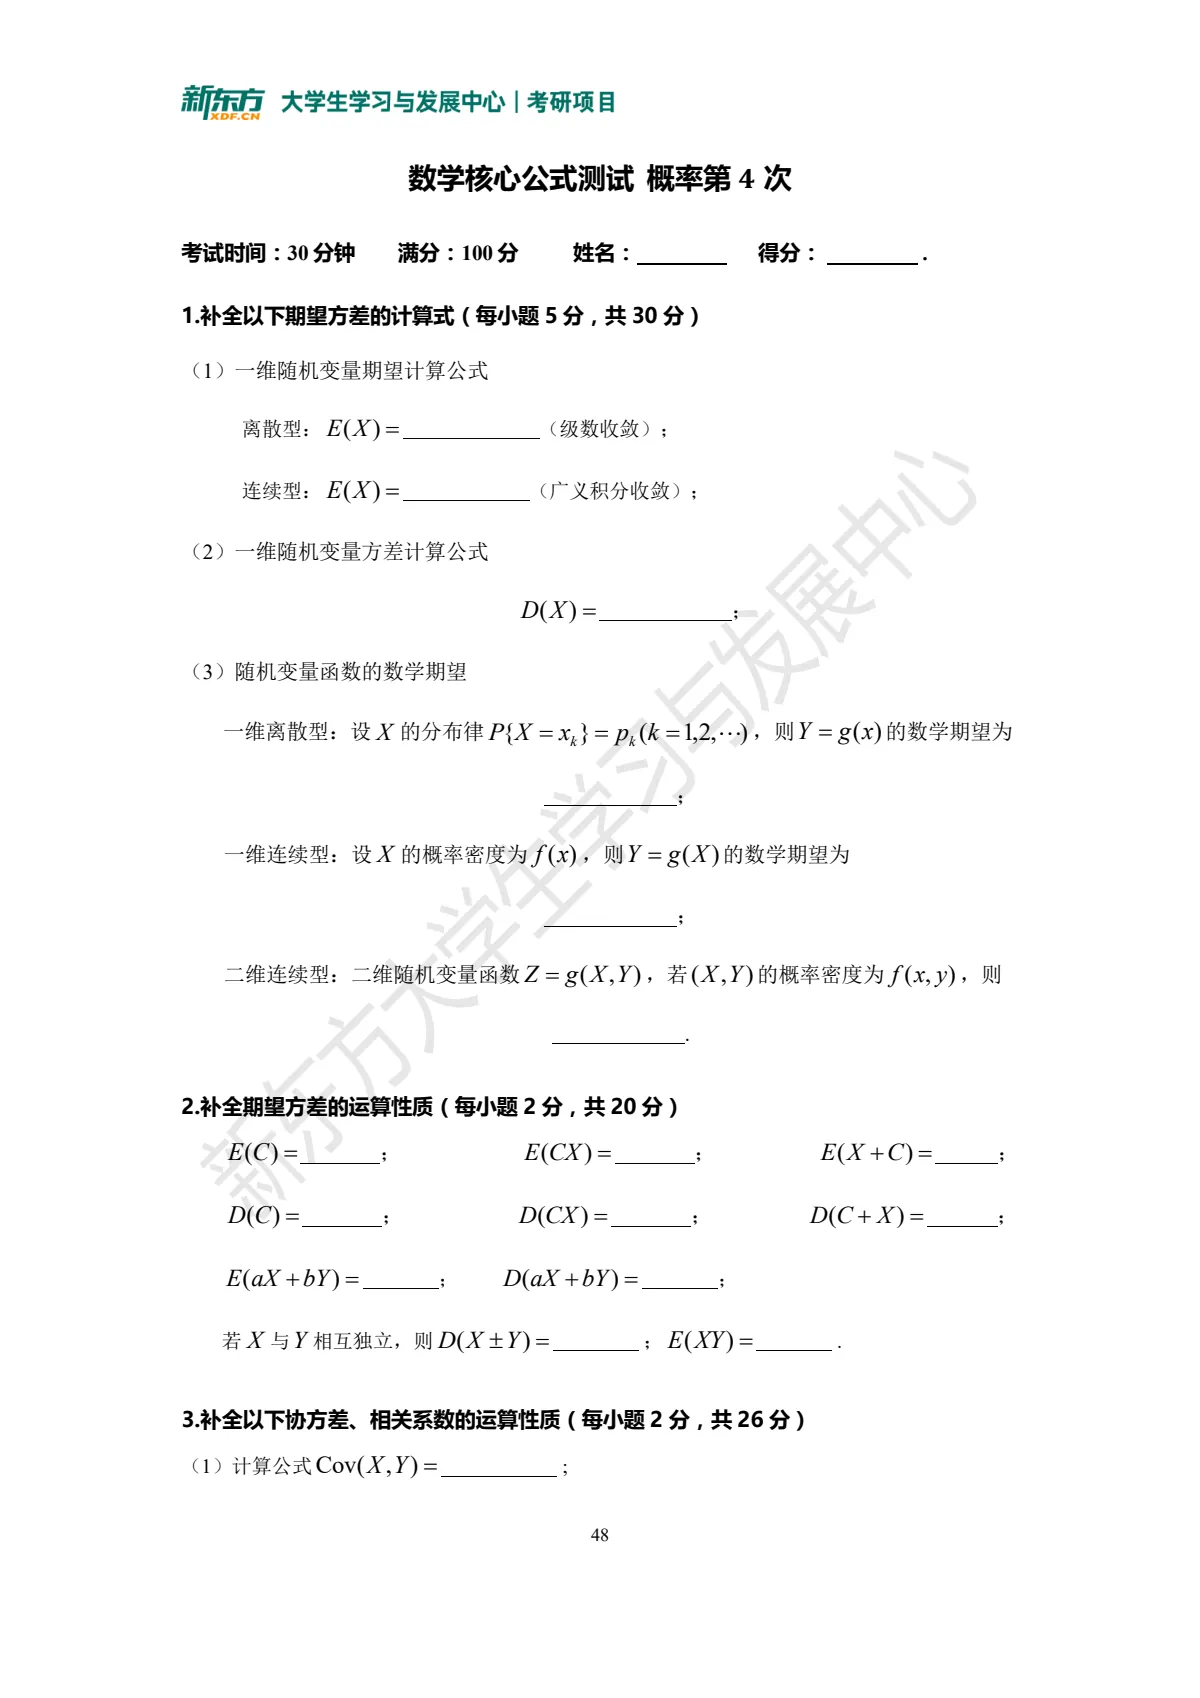 新东方 XDF.CN 大学生学习与发展中心 | 考研项目
数学核心公式测试 概率第 4 次
考试时间：30 分钟 满分：100 分 姓名：________ 得分：________.
1.补全以下期望方差的计算式（每小题 5 分，共 30 分）
（1）一维随机变量期望计算公式
离散型：E(X)=____________（级数收敛）；
连续型：E(X)=____________（广义积分收敛）；
（2）一维随机变量方差计算公式
D(X)=____________；
（3）随机变量函数的数学期望
一维离散型：设 X 的分布律 P{X = x_k} = p_k (k =1,2,⋯)，则Y = g(x)的数学期望为
____________；
一维连续型：设 X 的概率密度为 f(x)，则Y = g(X)的数学期望为
____________；
二维连续型：二维随机变量函数 Z = g(X,Y)，若(X,Y)的概率密度为 f(x,y)，则
____________.
2.补全期望方差的运算性质（每小题 2 分，共 20 分）
E(C)=_______； E(CX)=_______； E(X+C)=______；
D(C)=_______； D(CX)=_______； D(C+X)=______；
E(aX+bY)=_______； D(aX+bY)=_______；
若 X 与 Y 相互独立，则 D(X±Y)=________；E(XY)=_______.
3.补全以下协方差、相关系数的运算性质（每小题 2 分，共 26 分）
（1）计算公式 Cov(X,Y)=__________；
48
新东方大学生学习与发展中心